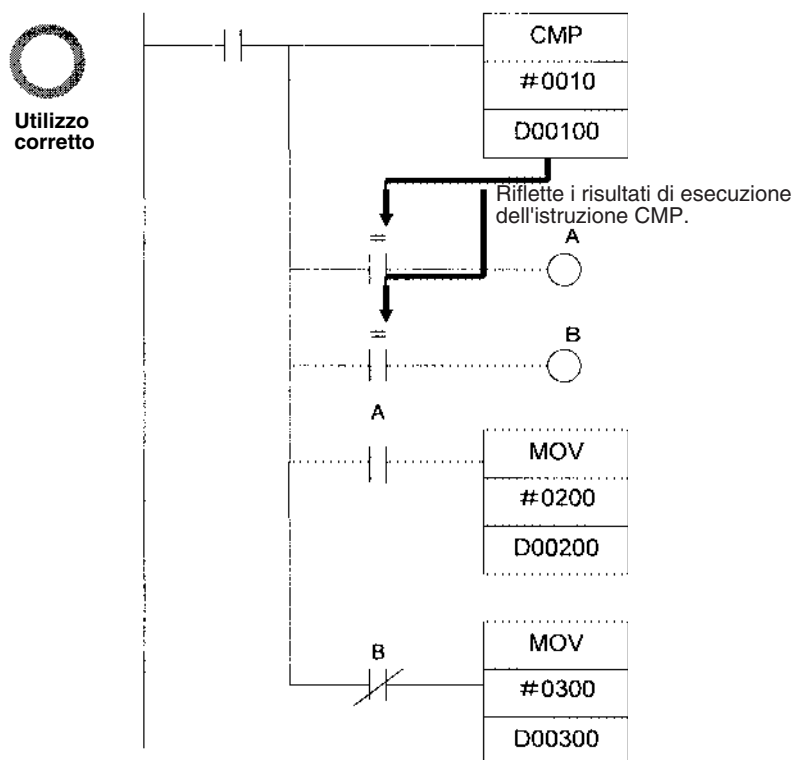 Utilizzo
corretto
CMP
#0010
D00100
Riflette i risultati di esecuzione
dell'istruzione CMP.
=
A
=
B
A
MOV
#0200
D00200
B
MOV
#0300
D00300